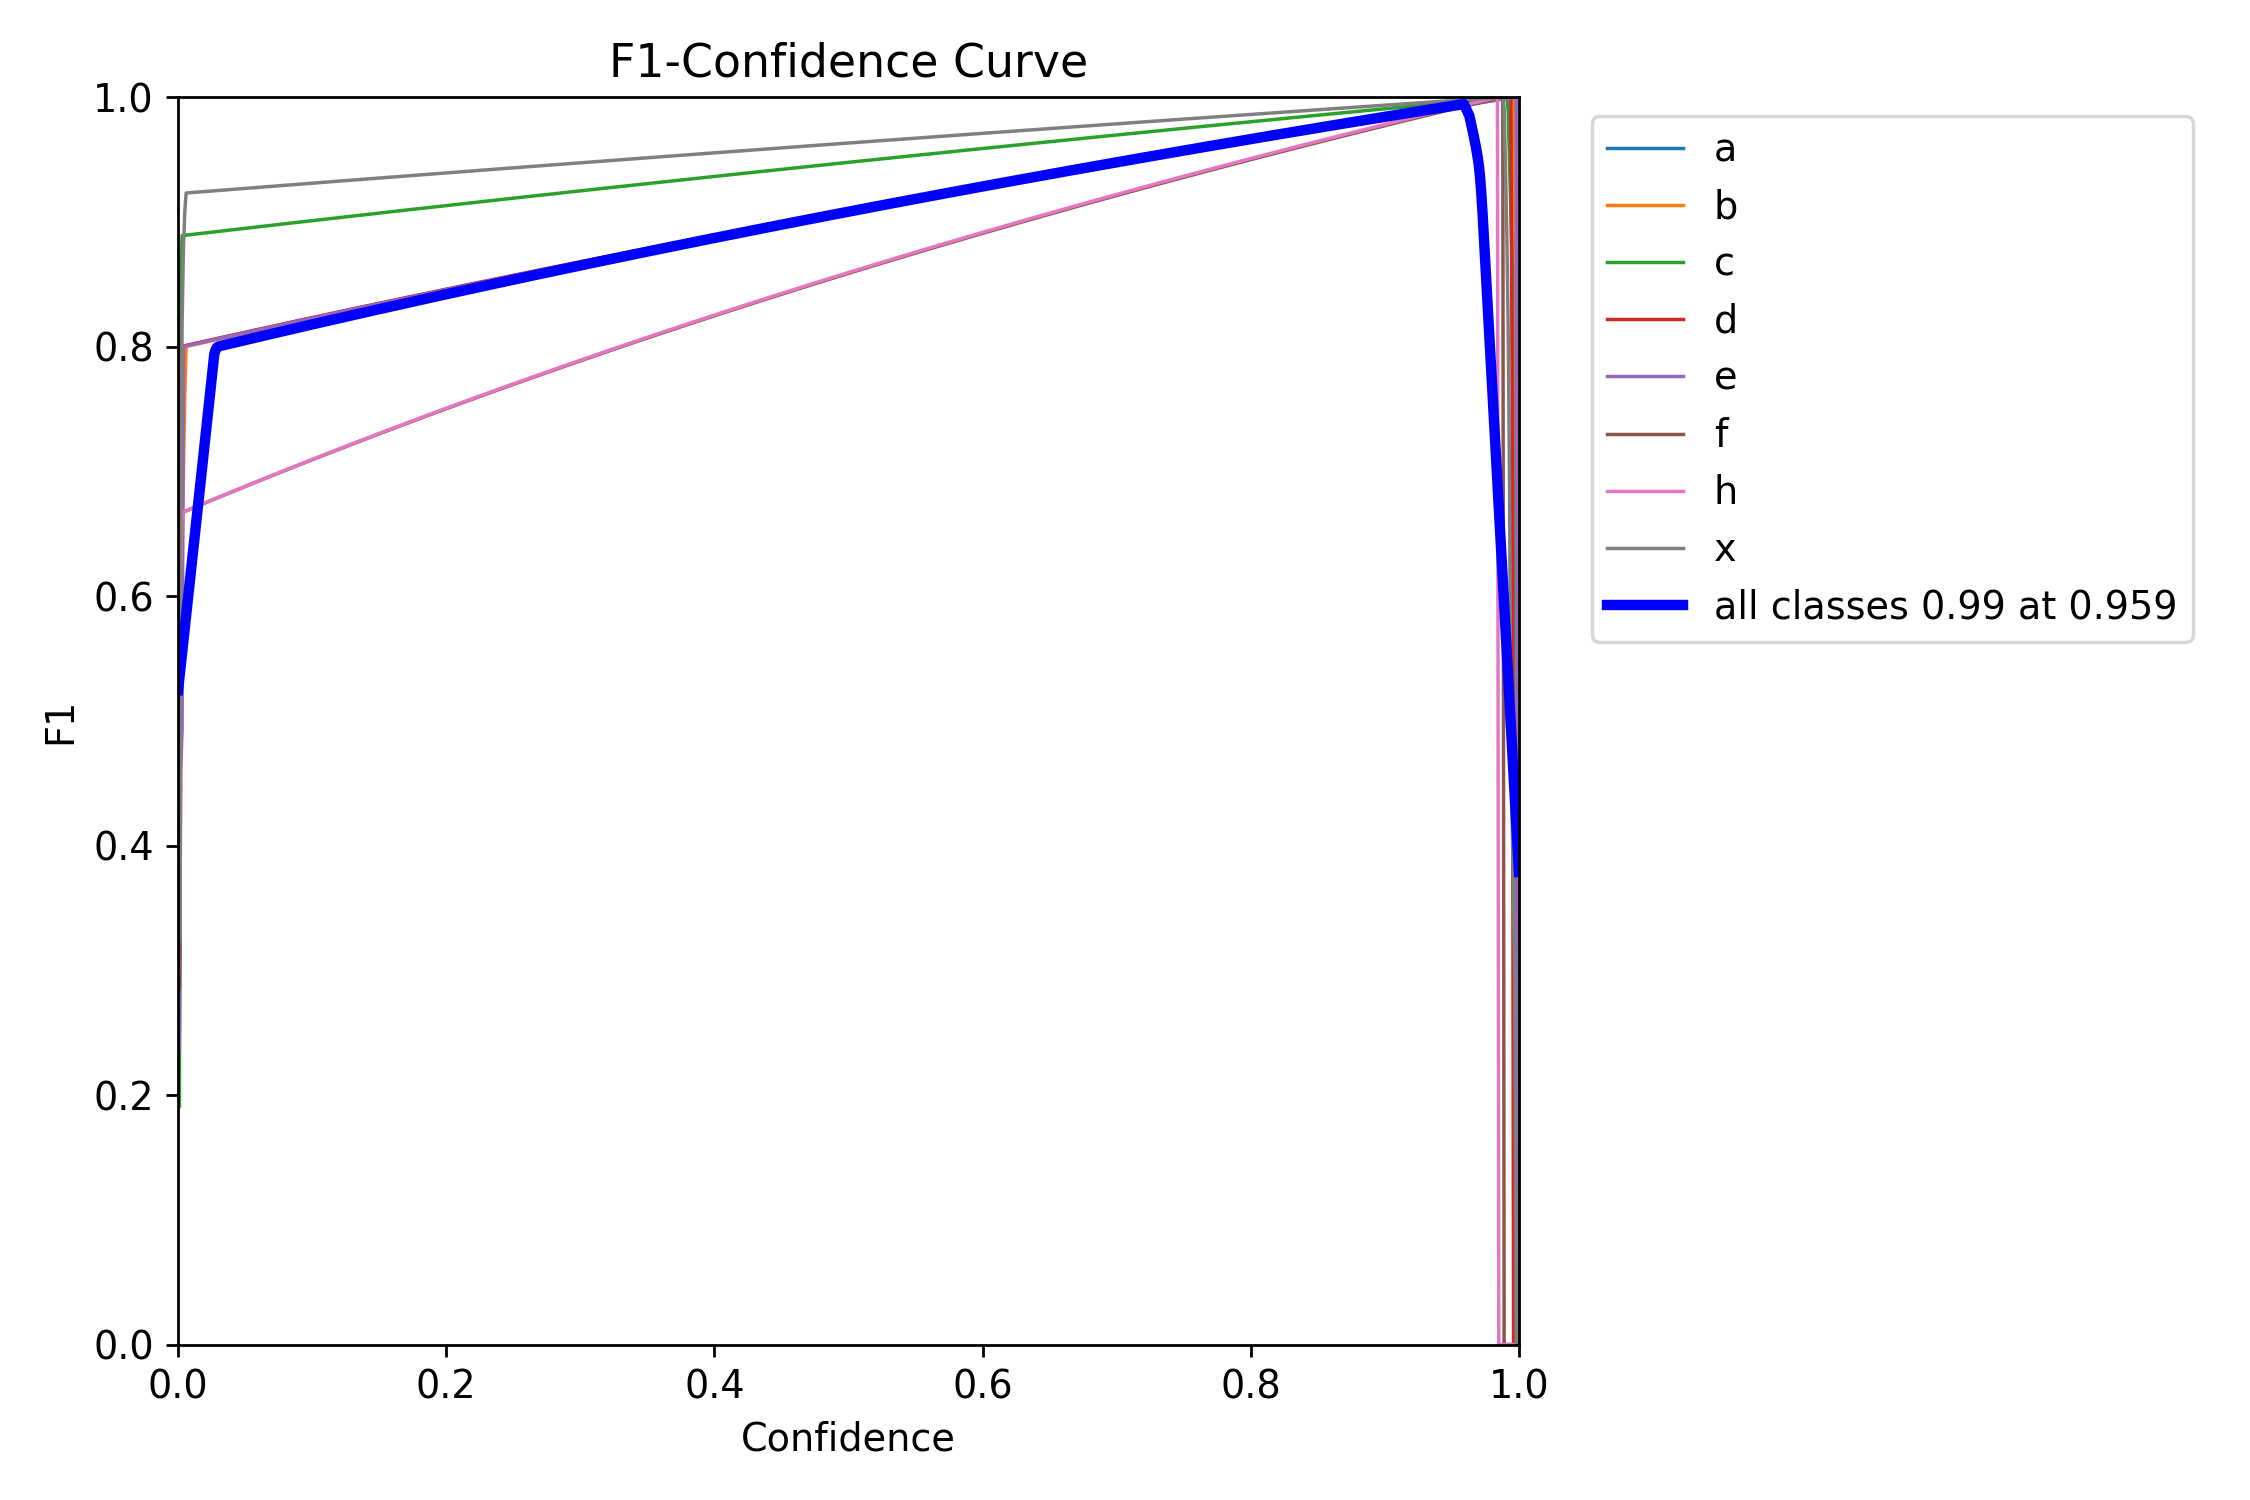 F1-Confidence Curve
1.0
0.8
0.6
0.4
0.2
0.0
F1
0.0 0.2 0.4 0.6 0.8 1.0
Confidence
a
b
c
d
e
f
h
x
all classes 0.99 at 0.959